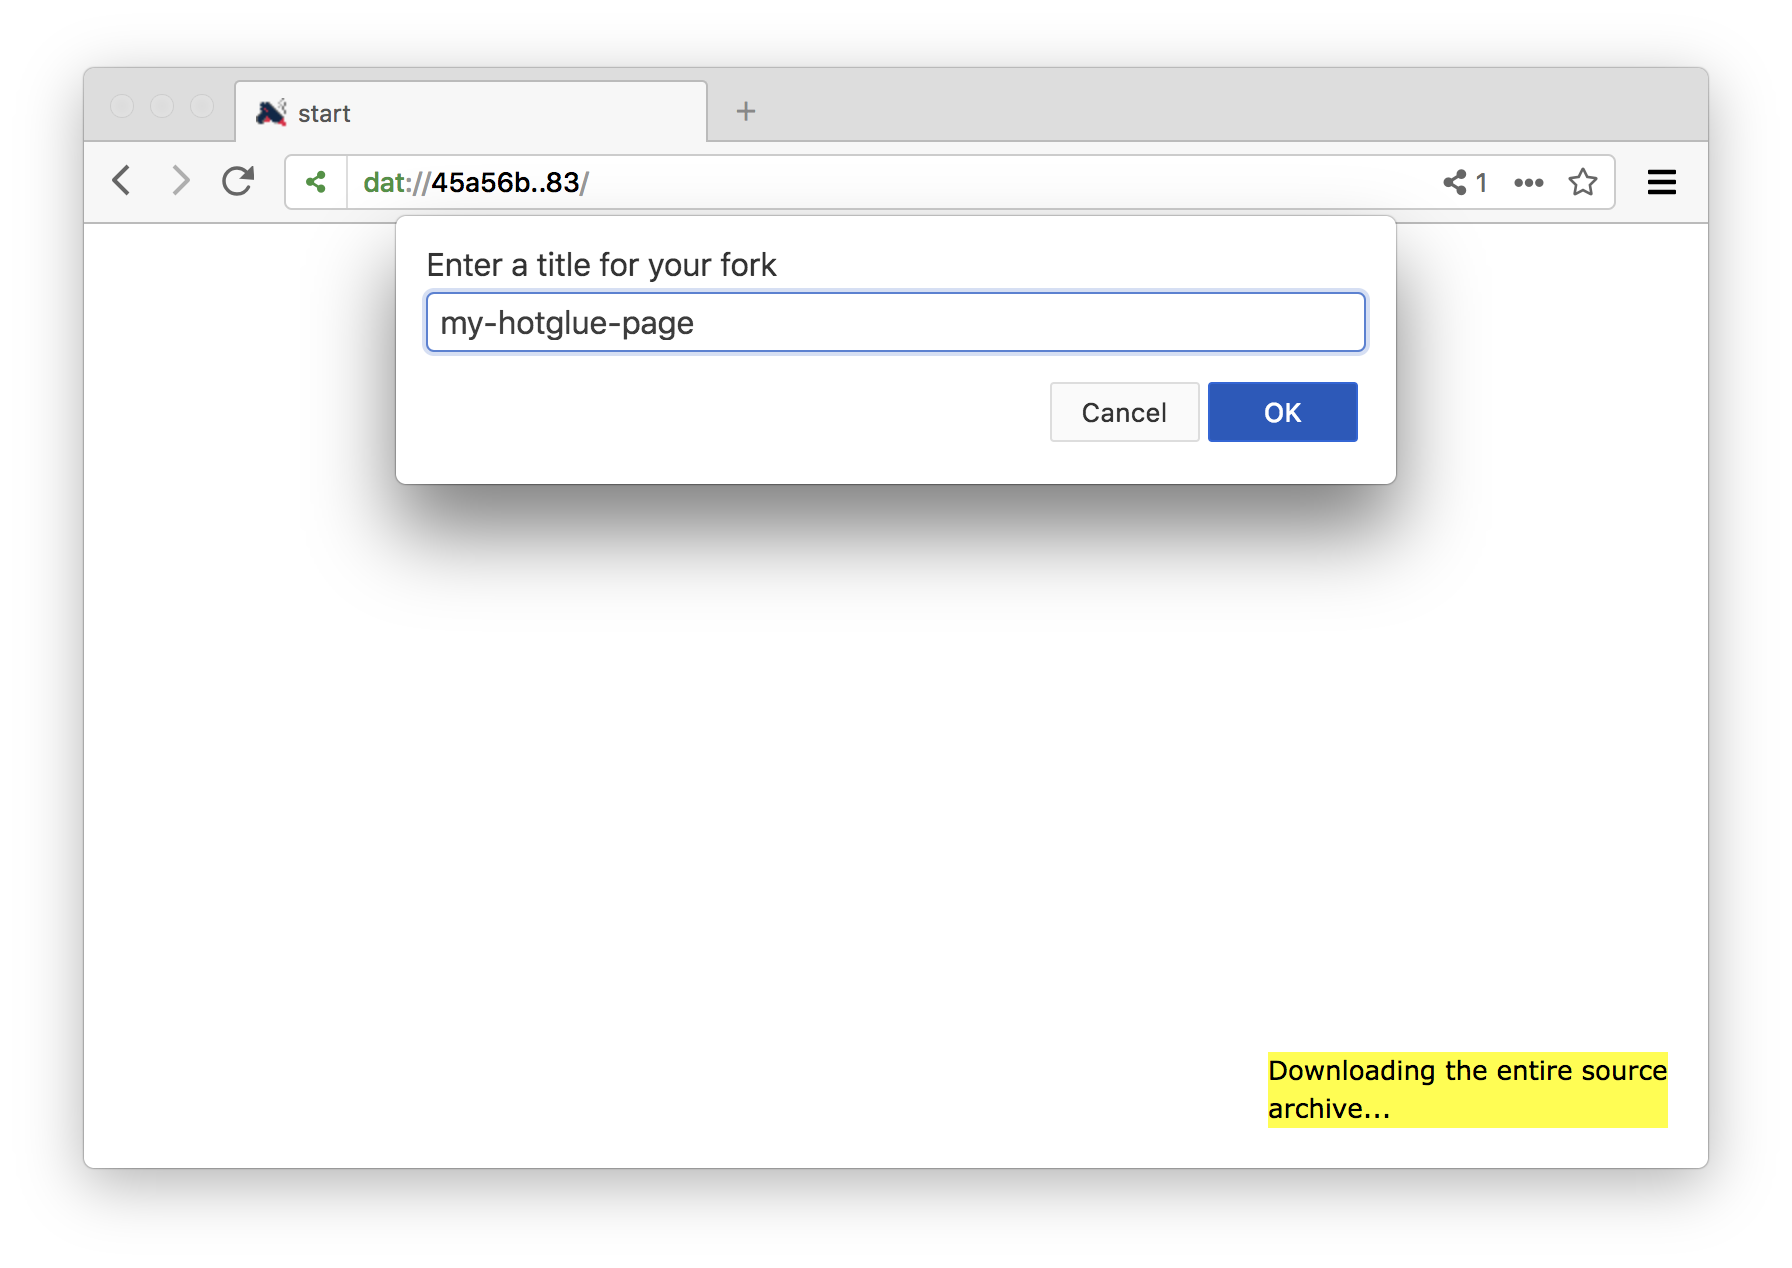 start
dat://45a56b..83/
1
Enter a title for your fork
my-hotglue-page
Cancel
OK
Downloading the entire source
archive...